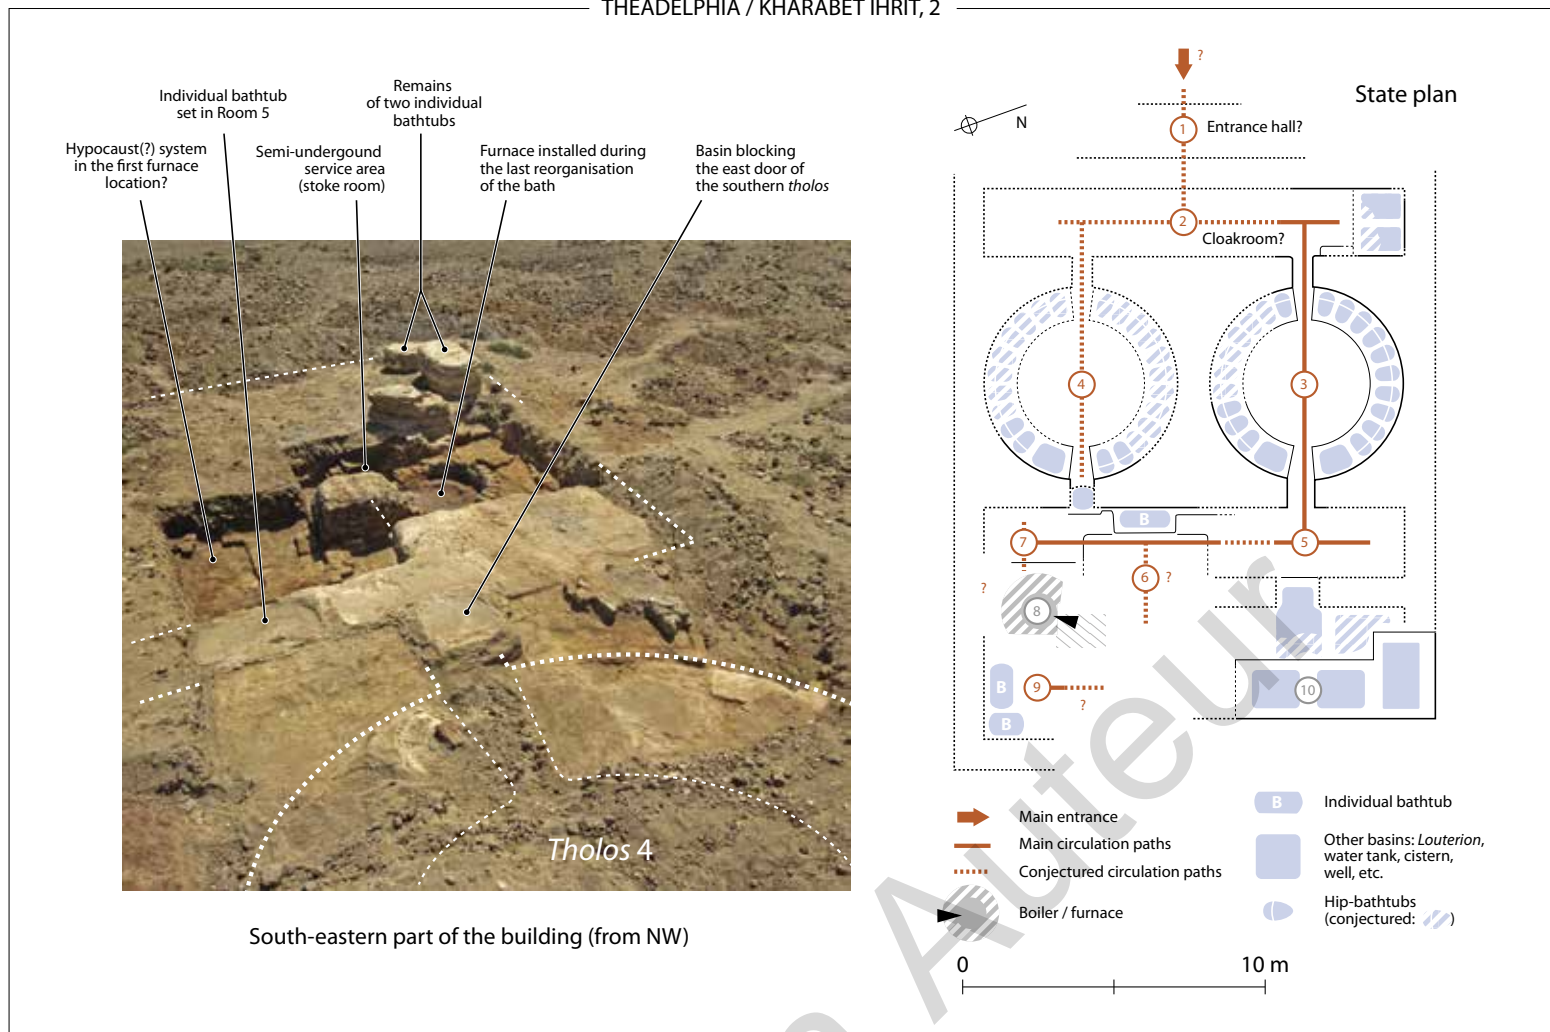 THEADELPHIA / KHARABET IHRIT, 2
Individual bathtub
set in Room 5
Remains
of two individual
bathtubs
Hypocaust(?) system
in the first furnace
location?
Semi-undergound
service area
(stoke room)
Furnace installed during
the last reorganisation
of the bath
Basin blocking
the east door of
the southern tholos
Tholos 4
South-eastern part of the building (from NW)
State plan
?
N
1
Entrance hall?
2
Cloakroom?
4
3
B
7
5
6
?
?
8
B
9
?
10
B
Main entrance
Main circulation paths
Conjectured circulation paths
Boiler / furnace
B
Individual bathtub
Other basins: Louterion,
water tank, cistern,
well, etc.
Hip-bathtubs
(conjectured: )
0
10 m
Auteur